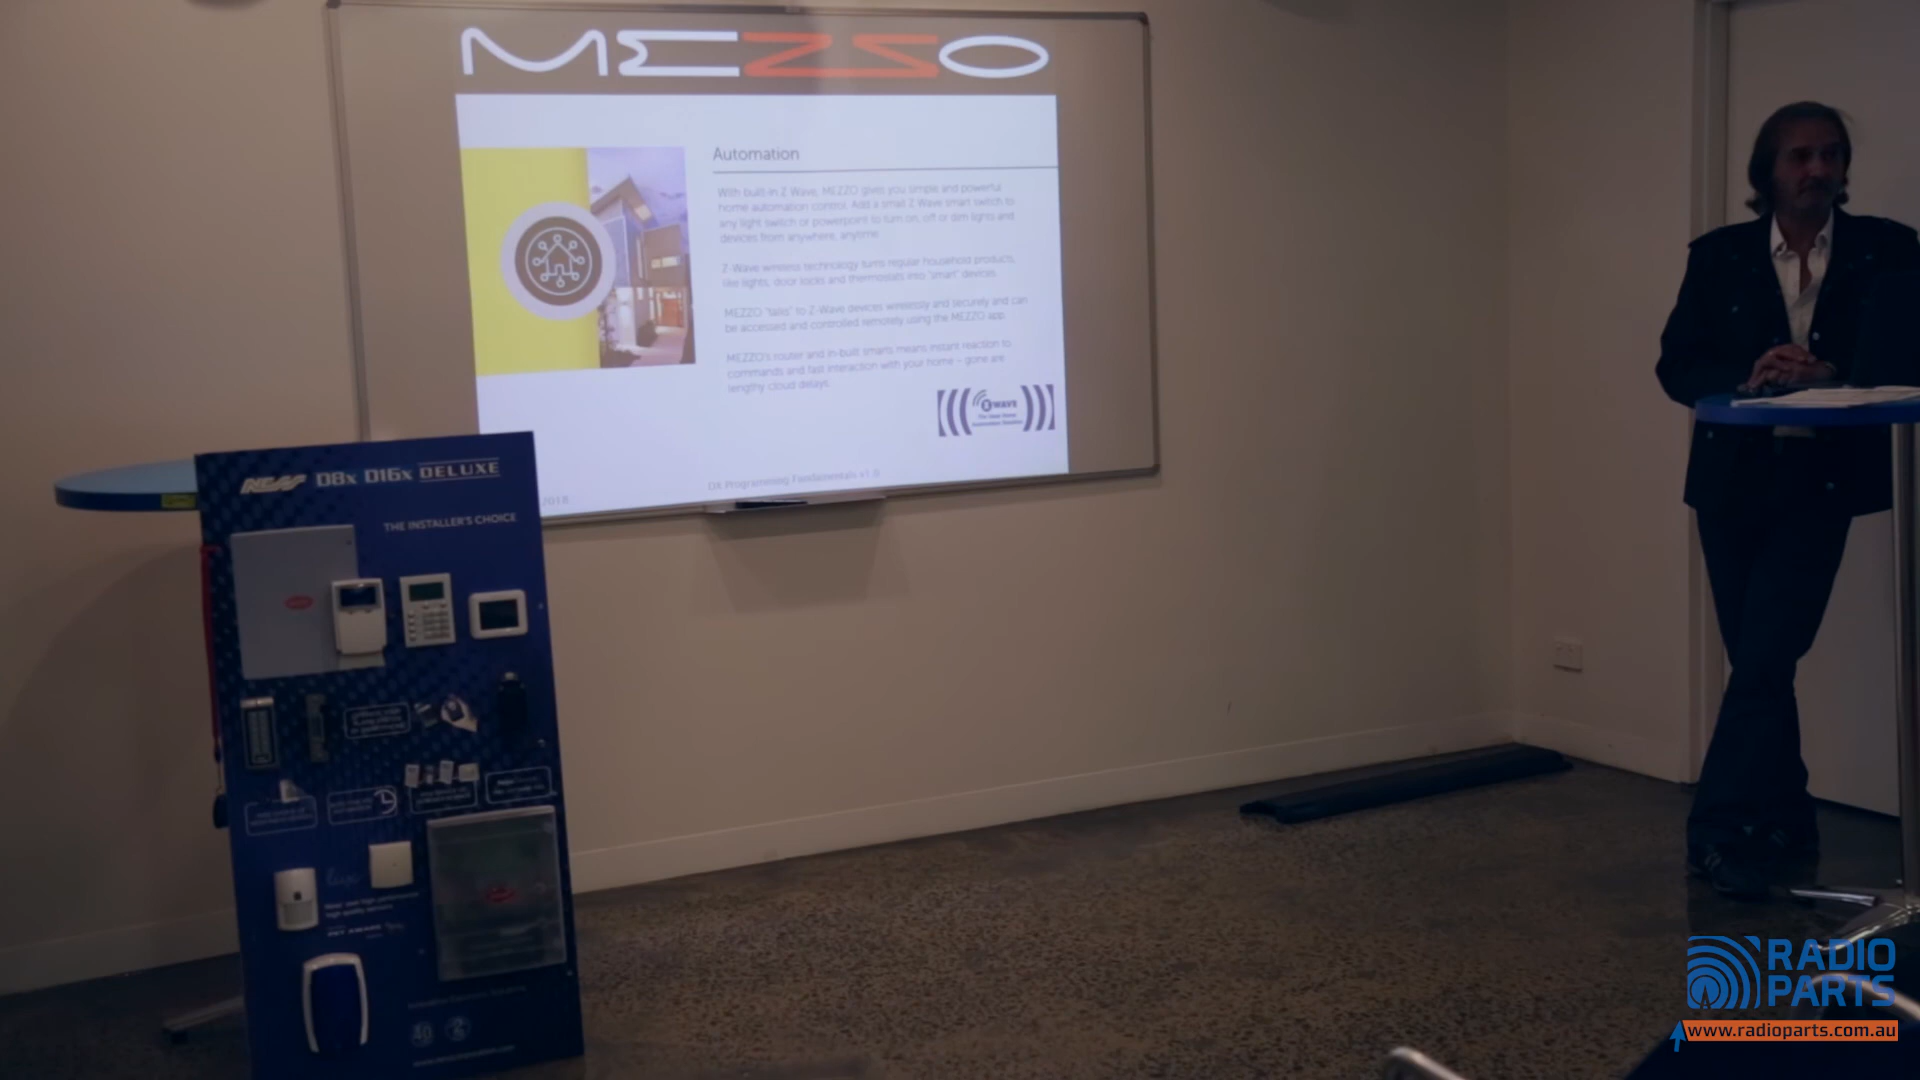 MEZZO
Automation
With built-in Z Wave, MEZZO gives you simple and powerful
home automation control. Add a small Z Wave smart switch to
any light switch or powerpoint to turn on, off or dim lights and
devices from anywhere, anytime.
Z-Wave wireless technology turns regular household products,
like lights, door locks and thermostats into "smart" devices.
MEZZO "talks" to Z-Wave devices wirelessly and securely and can
be accessed and controlled remotely using the MEZZO app.
MEZZO's router and in-built smarts means instant reaction to
commands and fast interaction with your home – gone are
lengthy cloud delays.
WAVE
2018
DX Programming Fundamentals v1.0
NESS D8x D16x DELUXE
THE INSTALLER'S CHOICE
high quality sensors
PET AWARE
RADIO
PARTS
www.radioparts.com.au